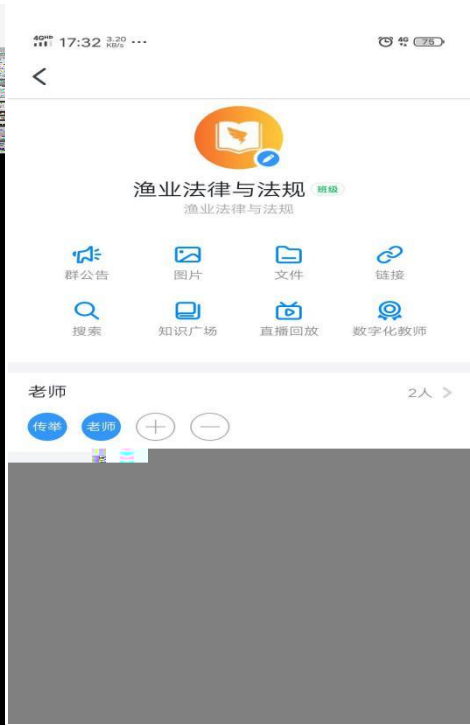 4GHD 17:32 3.20 KB/s ... 4G 75
渔业法律与法规 班级
渔业法律与法规
群公告 图片 文件 链接
搜索 知识广场 直播回放 数字化教师
老师 2人 >
传举 老师